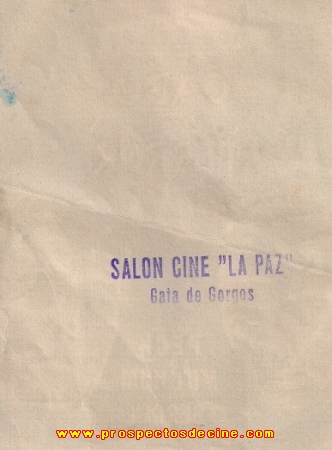 SALON CINE "LA PAZ"
Gata de Gorgos
www.prospectosdecine.com